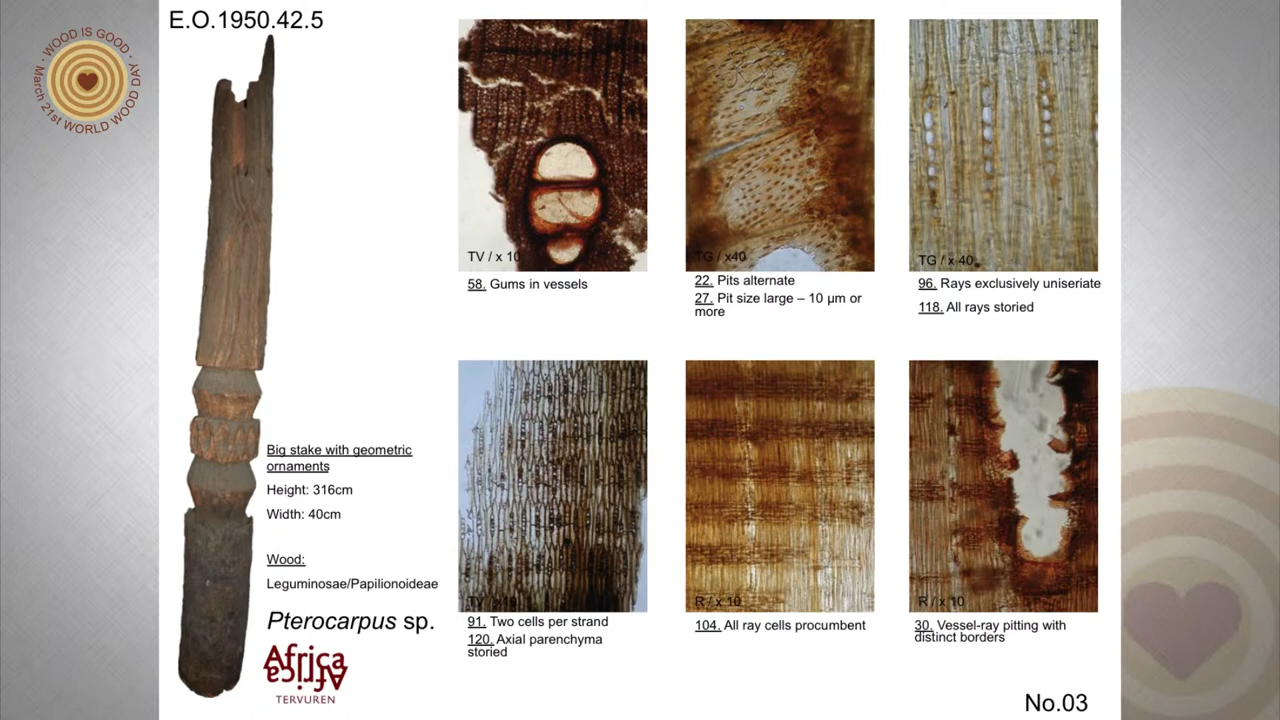 E.O.1950.42.5
WOOD IS GOOD · WOOD DAY
March 21st WORLD
TV / x 10
58. Gums in vessels
TG / x40
22. Pits alternate
27. Pit size large – 10 µm or
more
TG / x 40
96. Rays exclusively uniseriate
118. All rays storied
Big stake with geometric
ornaments
Height: 316cm
Width: 40cm
Wood:
Leguminosae/Papilionoideae
Pterocarpus sp.
Africa
TERVUREN
91. Two cells per strand
120. Axial parenchyma
storied
R / x 10
104. All ray cells procumbent
R / x 10
30. Vessel-ray pitting with
distinct borders
No.03